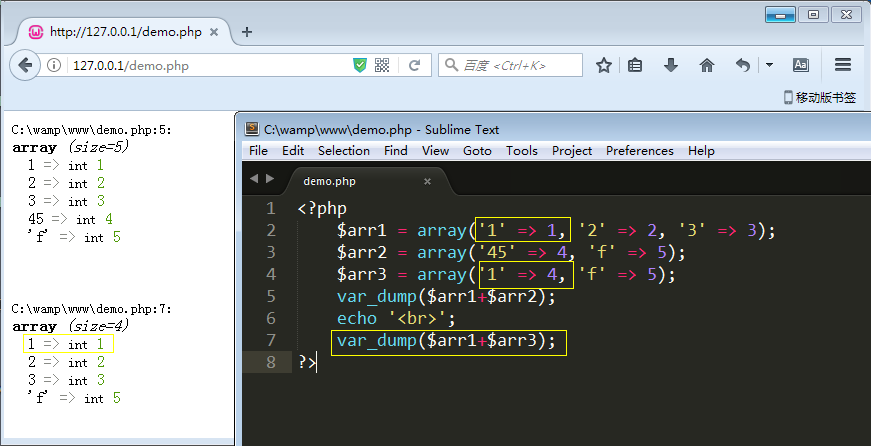 http://127.0.0.1/demo.php
127.0.0.1/demo.php
百度 <Ctrl+K>
移动版书签
C:\wamp\www\demo.php:5:
array (size=5)
1 => int 1
2 => int 2
3 => int 3
45 => int 4
'f' => int 5
C:\wamp\www\demo.php:7:
array (size=4)
1 => int 1
2 => int 2
3 => int 3
'f' => int 5
C:\wamp\www\demo.php - Sublime Text
File Edit Selection Find View Goto Tools Project Preferences Help
demo.php
1 <?php
2 $arr1 = array('1' => 1, '2' => 2, '3' => 3);
3 $arr2 = array('45' => 4, 'f' => 5);
4 $arr3 = array('1' => 4, 'f' => 5);
5 var_dump($arr1+$arr2);
6 echo '<br>';
7 var_dump($arr1+$arr3);
8 ?>